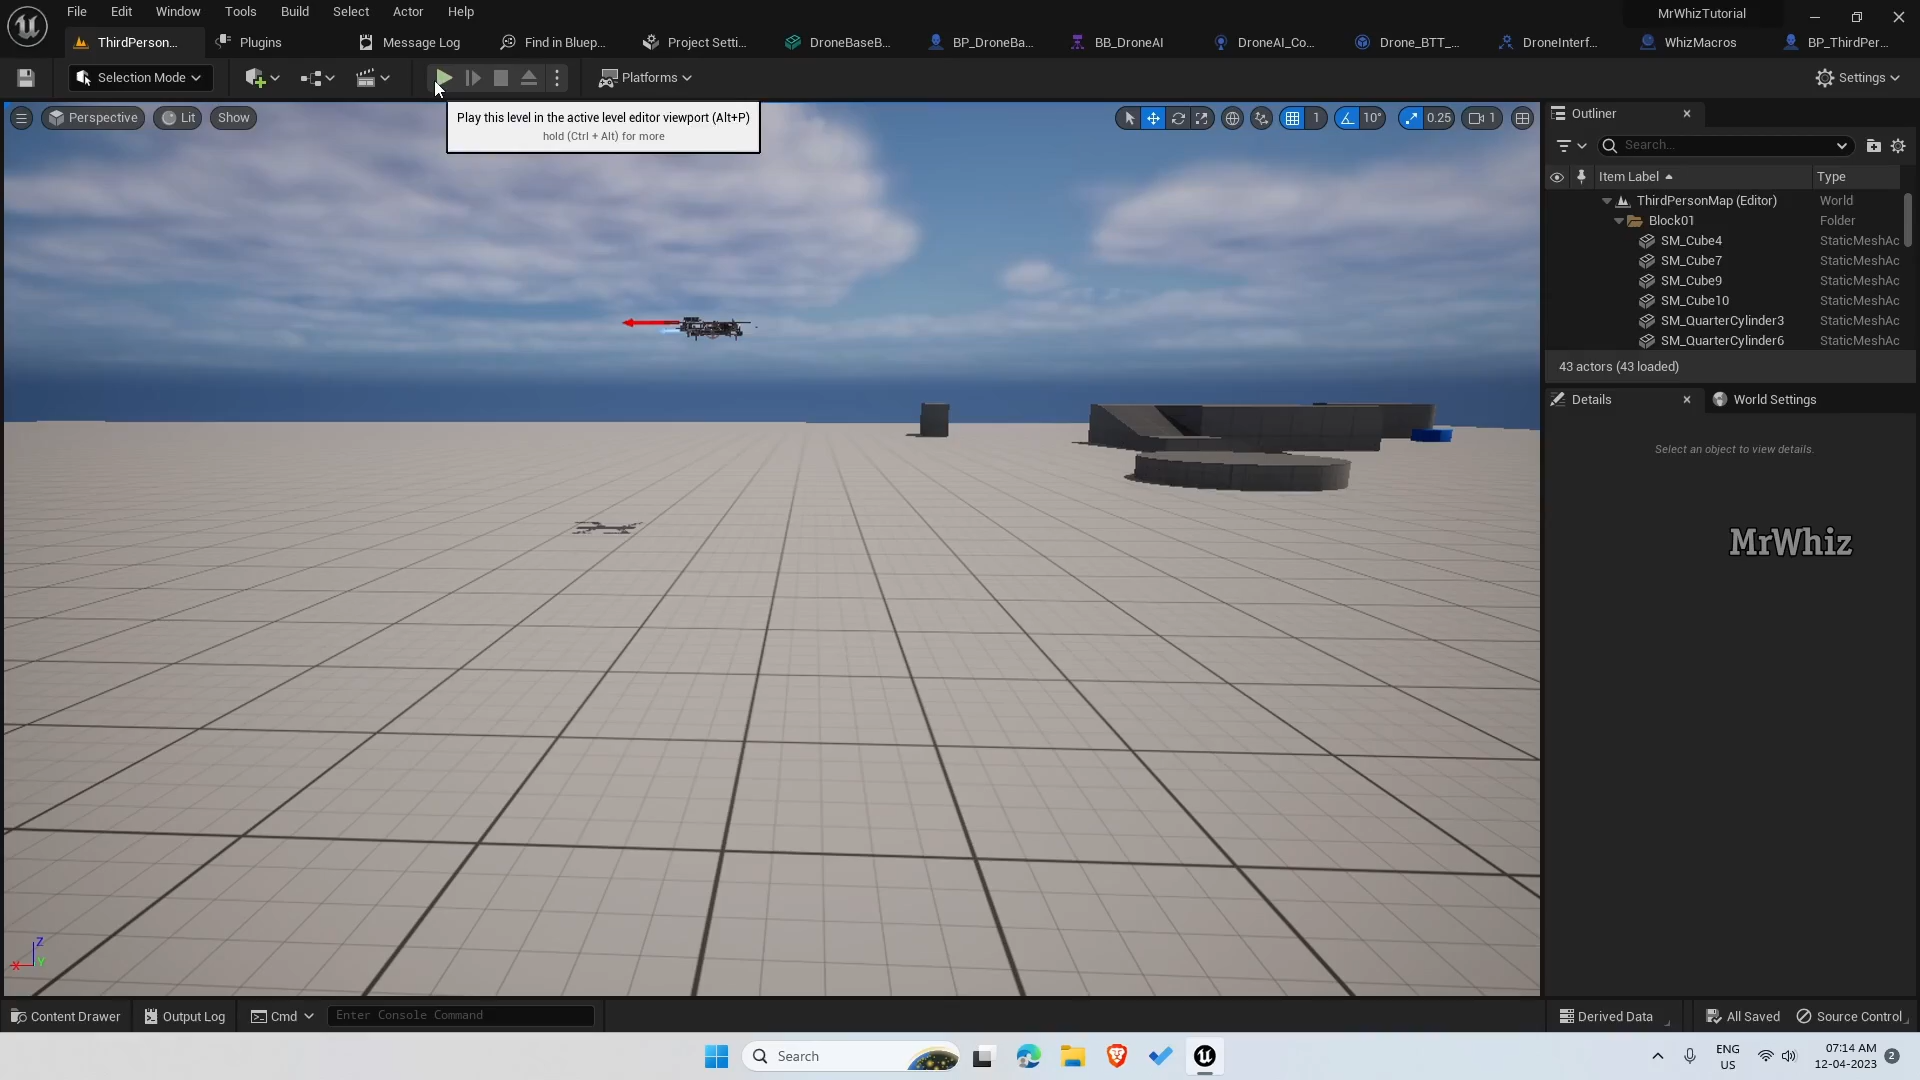 File Edit Window Tools Build Select Actor Help MrWhizTutorial
ThirdPerson... Plugins Message Log Find in Bluep... Project Setti... DroneBaseB... BP_DroneBa... BB_DroneAI DroneAI_Co... Drone_BTT_... DroneInterf... WhizMacros BP_ThirdPer...
Selection Mode Platforms Settings
Perspective Lit Show 1 10° 0.25 1
Play this level in the active level editor viewport (Alt+P)
hold (Ctrl + Alt) for more
Outliner
Search...
Item Label Type
ThirdPersonMap (Editor) World
Block01 Folder
SM_Cube4 StaticMeshAc
SM_Cube7 StaticMeshAc
SM_Cube9 StaticMeshAc
SM_Cube10 StaticMeshAc
SM_QuarterCylinder3 StaticMeshAc
SM_QuarterCylinder6 StaticMeshAc
43 actors (43 loaded)
Details World Settings
Select an object to view details.
MrWhiz
Z
X Y
Content Drawer Output Log Cmd Enter Console Command Derived Data All Saved Source Control
Search
ENG
US
07:14 AM
12-04-2023
2